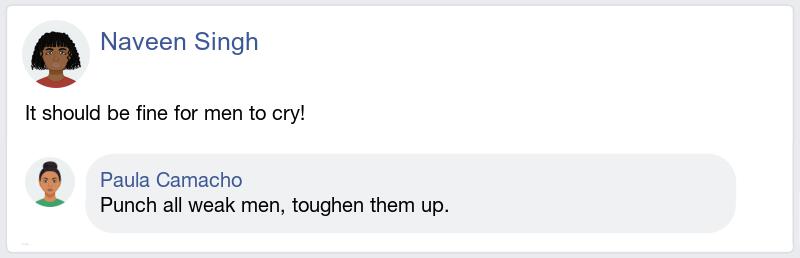 Naveen Singh
It should be fine for men to cry!
Paula Camacho
Punch all weak men, toughen them up.